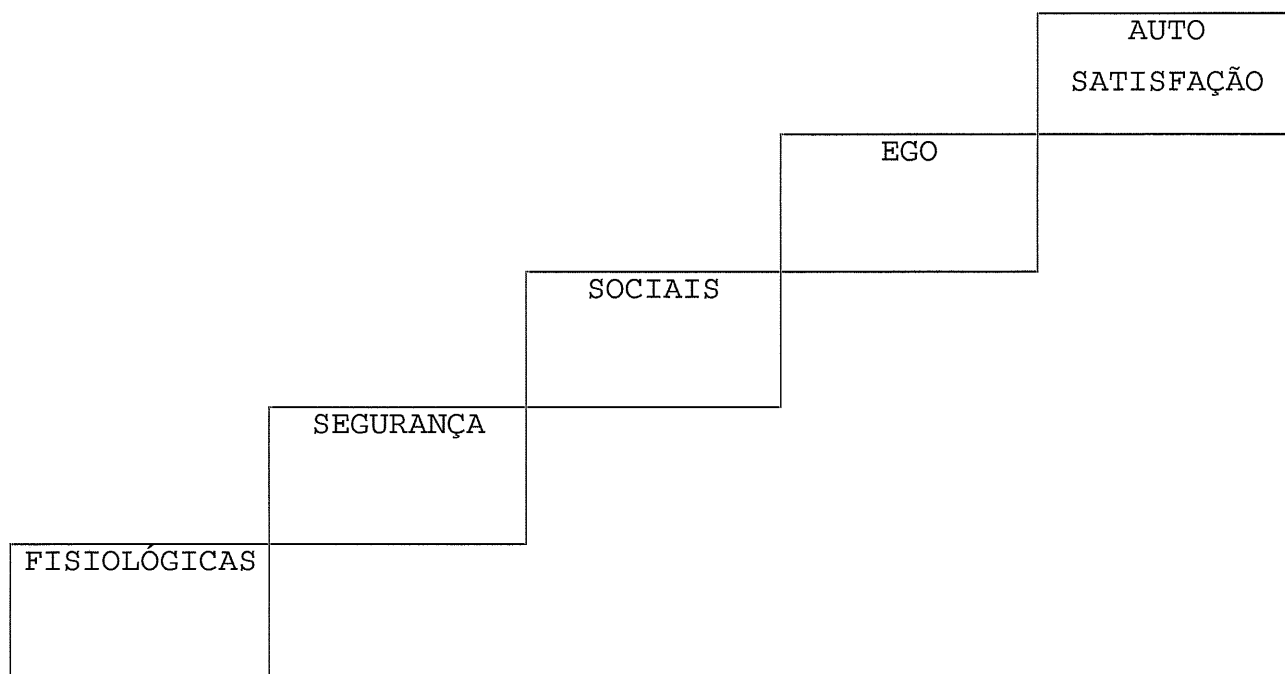 AUTO
SATISFAÇÃO
EGO
SOCIAIS
SEGURANÇA
FISIOLÓGICAS